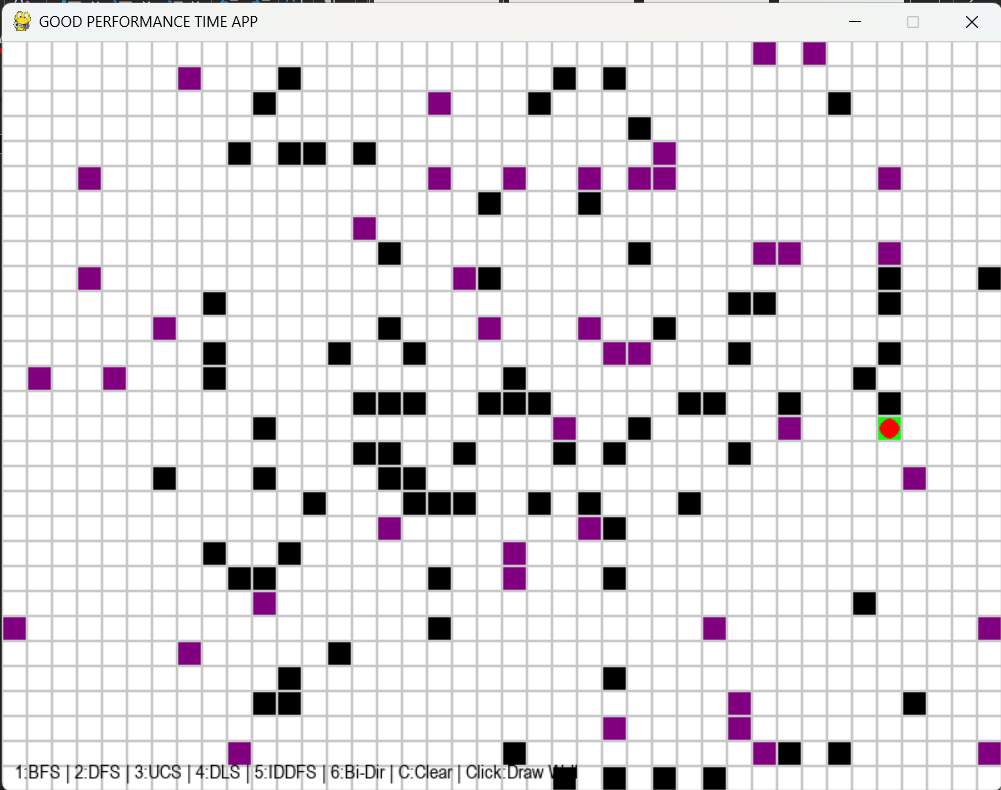 GOOD PERFORMANCE TIME APP
1:BFS | 2:DFS | 3:UCS | 4:DLS | 5:IDDFS | 6:Bi-Dir | C:Clear | Click:Draw